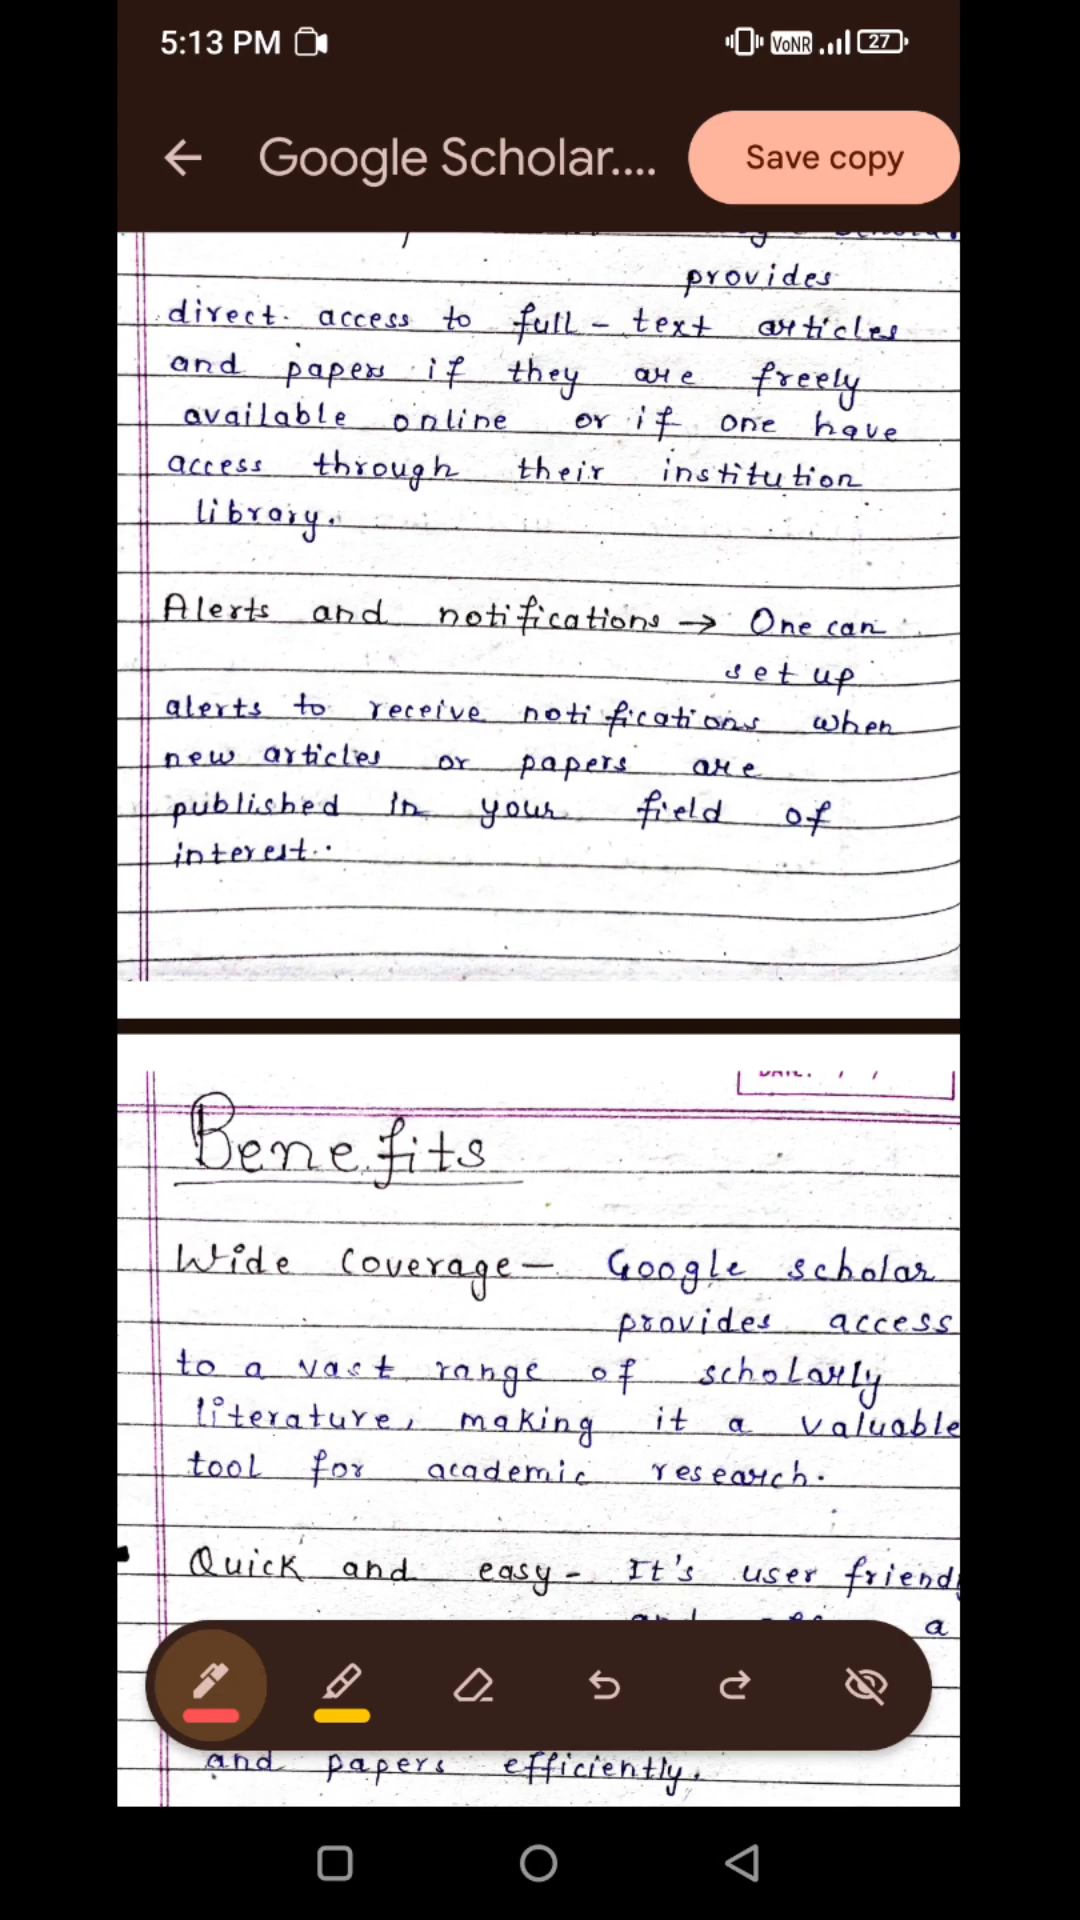 5:13 PM
VoNR
27
Google Scholar....
Save copy
provides
direct. access to full - text articles
and papers if they are freely
available online or if one have
access through their institution
library.
Alerts and notifications → One can
set up
alerts to receive notifications when
new articles or papers are
published in your field of
interest.
DATE: / /
Benefits
Wide Coverage - Google scholar
provides access
to a vast range of scholarly
literature, making it a valuable
tool for academic research.
Quick and easy - It's user friend
a
and papers efficiently.